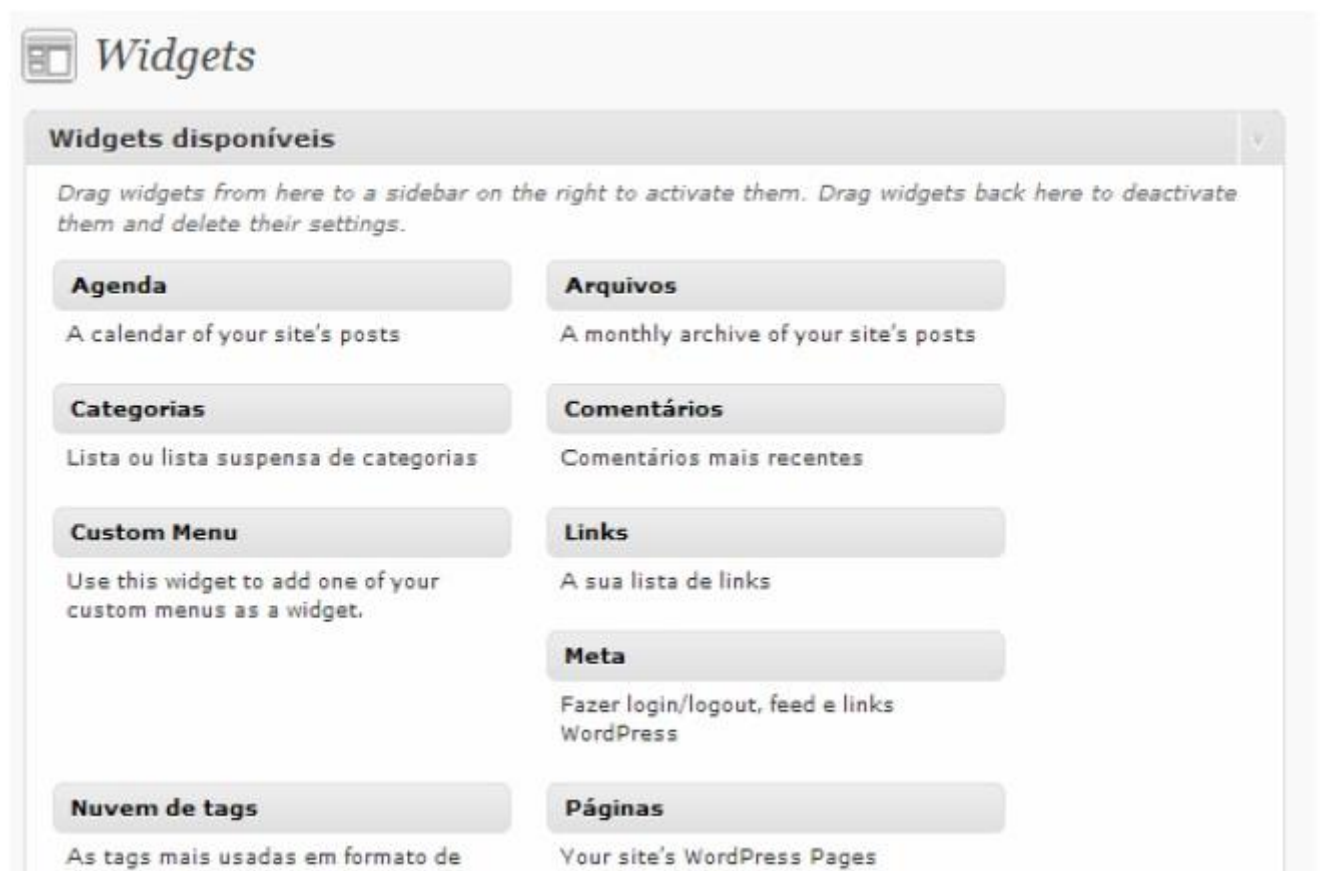 Widgets
Widgets disponíveis
Drag widgets from here to a sidebar on the right to activate them. Drag widgets back here to deactivate
them and delete their settings.
Agenda
A calendar of your site's posts
Arquivos
A monthly archive of your site's posts
Categorias
Lista ou lista suspensa de categorias
Comentários
Comentários mais recentes
Custom Menu
Use this widget to add one of your
custom menus as a widget.
Links
A sua lista de links
Meta
Fazer login/logout, feed e links
WordPress
Nuvem de tags
As tags mais usadas em formato de
Páginas
Your site's WordPress Pages